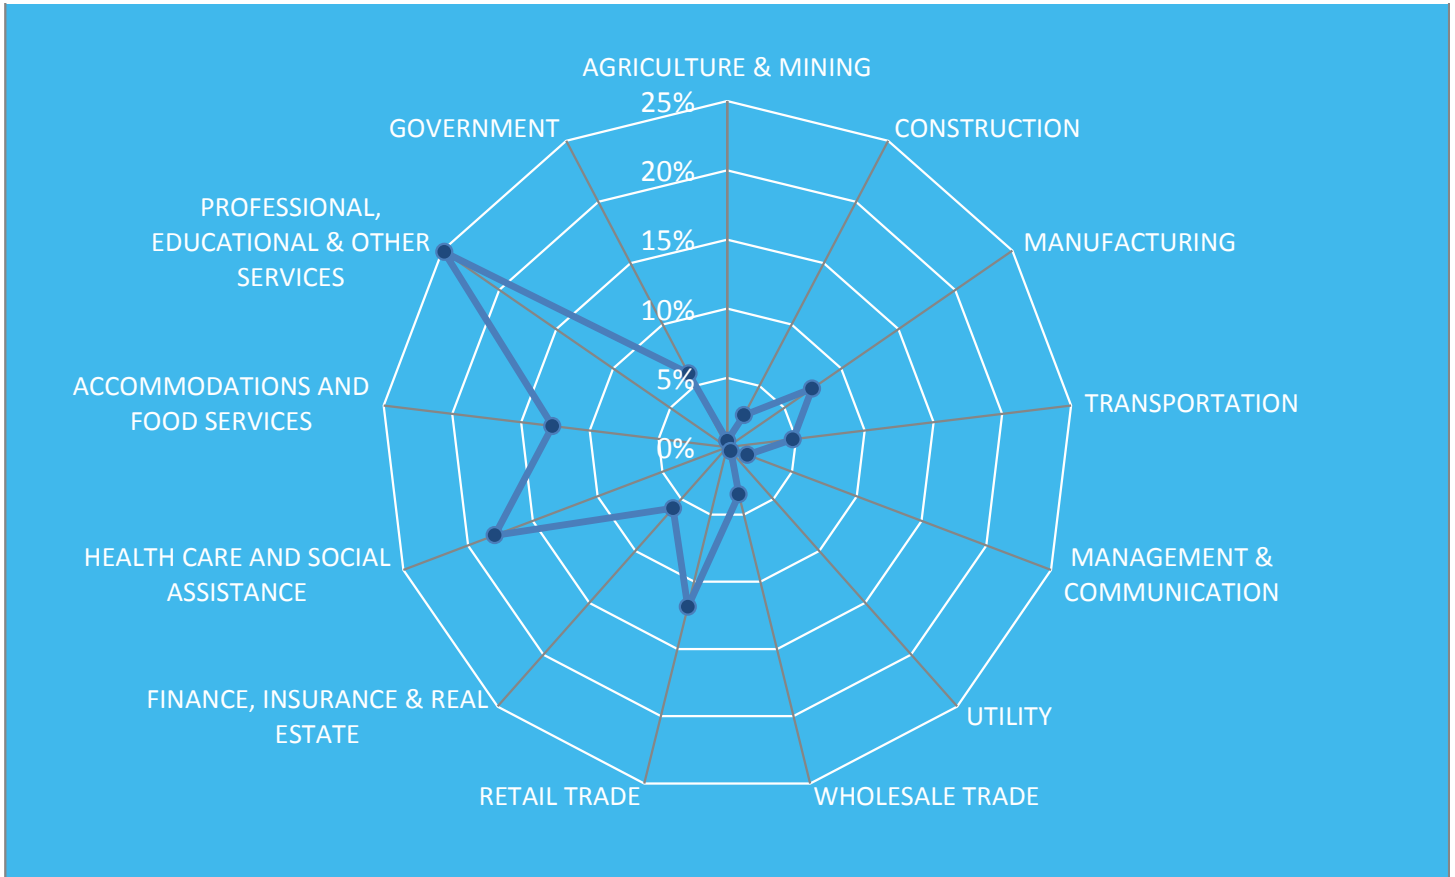 AGRICULTURE & MINING
CONSTRUCTION
MANUFACTURING
TRANSPORTATION
MANAGEMENT &
COMMUNICATION
UTILITY
WHOLESALE TRADE
RETAIL TRADE
FINANCE, INSURANCE & REAL
ESTATE
HEALTH CARE AND SOCIAL
ASSISTANCE
ACCOMMODATIONS AND
FOOD SERVICES
PROFESSIONAL,
EDUCATIONAL & OTHER
SERVICES
GOVERNMENT
25%
20%
15%
10%
5%
0%